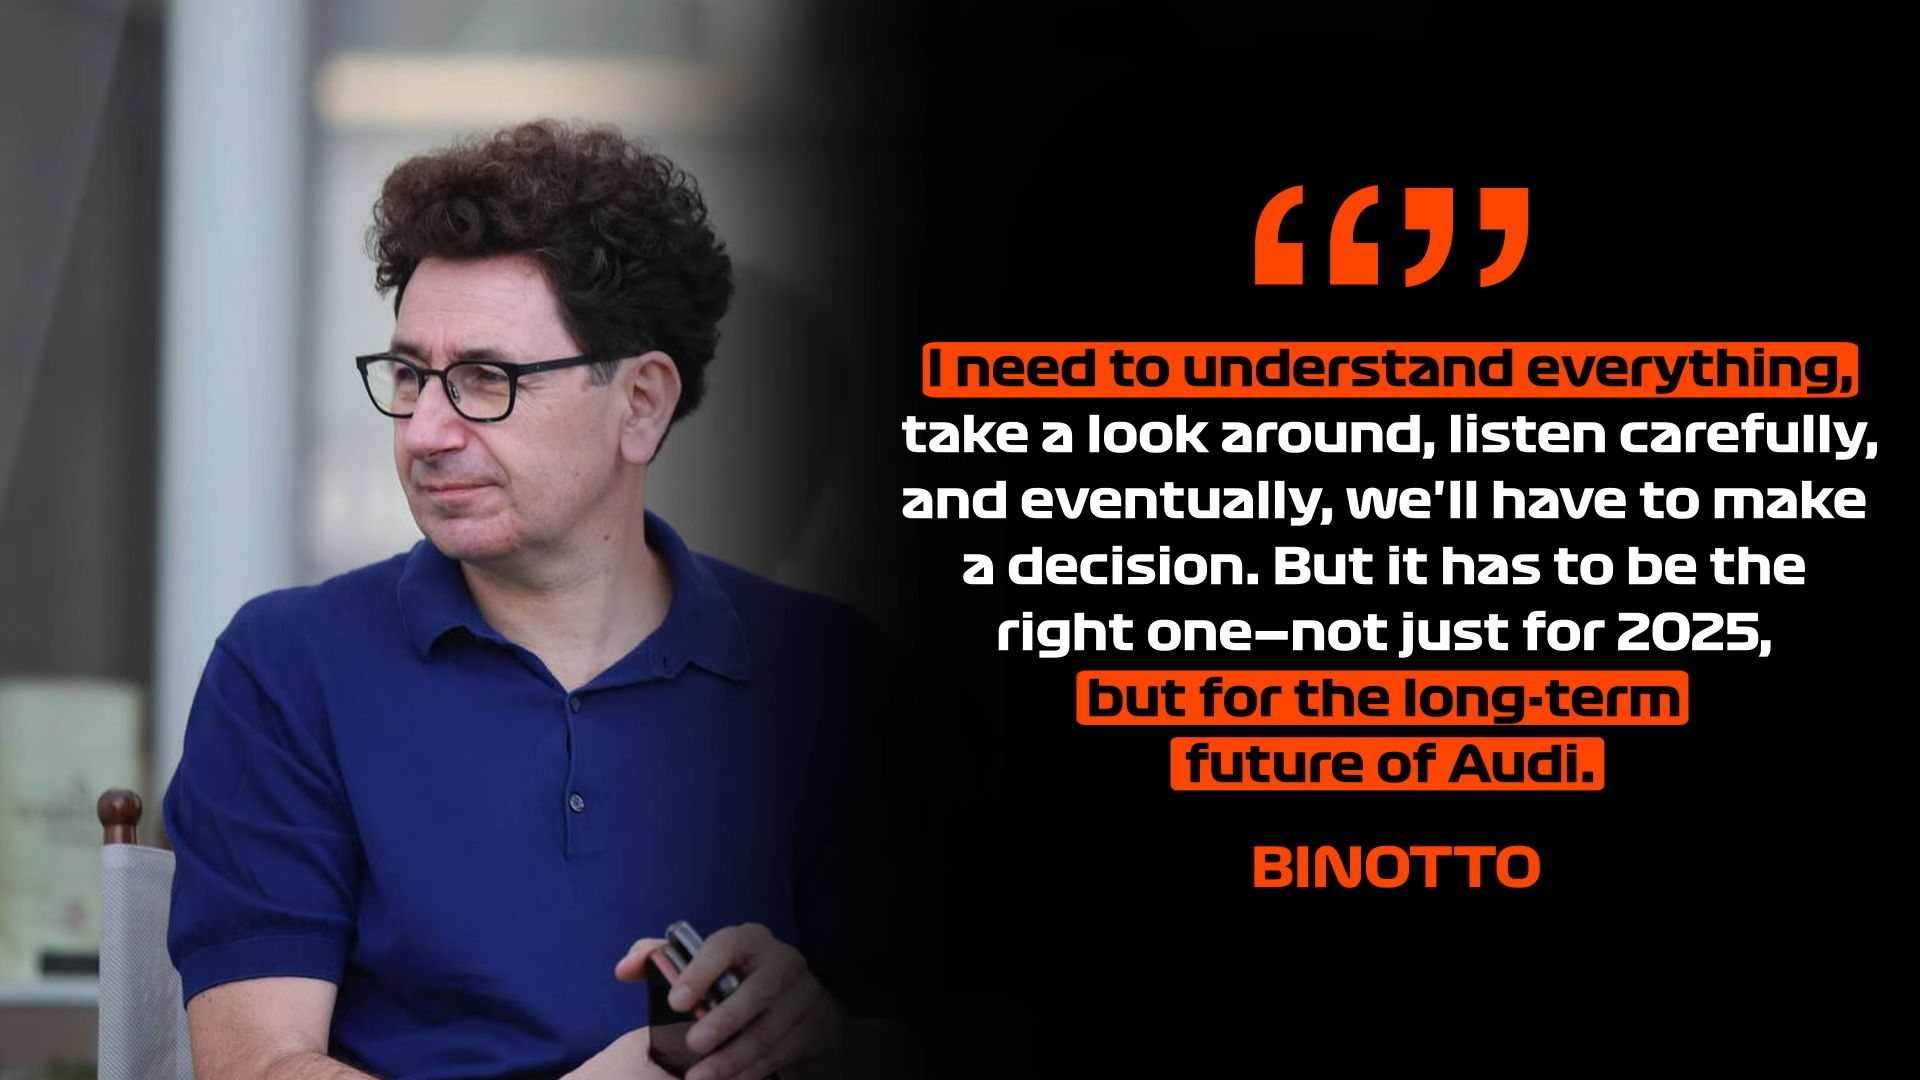 “”
I need to understand everything,
take a look around, listen carefully,
and eventually, we'll have to make
a decision. But it has to be the
right one–not just for 2025,
but for the long-term
future of Audi.
BINOTTO